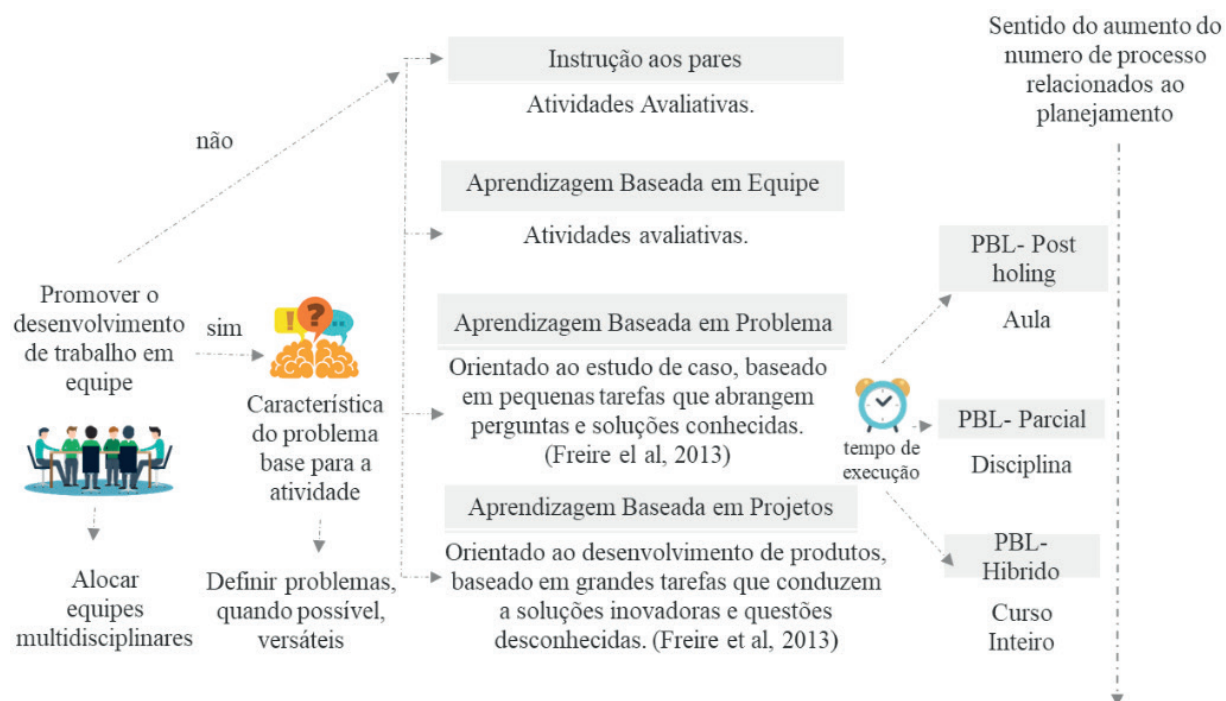 Sentido do aumento do
numero de processo
relacionados ao
planejamento
Instrução aos pares
Atividades Avaliativas.
não
Aprendizagem Baseada em Equipe
Atividades avaliativas.
Promover o
desenvolvimento
de trabalho em
equipe
sim
! ? ...
Característica
do problema
base para a
atividade
Alocar
equipes
multidisciplinares
Definir problemas,
quando possível,
versáteis
Aprendizagem Baseada em Problema
Orientado ao estudo de caso, baseado
em pequenas tarefas que abrangem
perguntas e soluções conhecidas.
(Freire el al, 2013)
Aprendizagem Baseada em Projetos
Orientado ao desenvolvimento de produtos,
baseado em grandes tarefas que conduzem
a soluções inovadoras e questões
desconhecidas. (Freire et al, 2013)
tempo de
execução
PBL- Post
holing
Aula
PBL- Parcial
Disciplina
PBL-
Hibrido
Curso
Inteiro